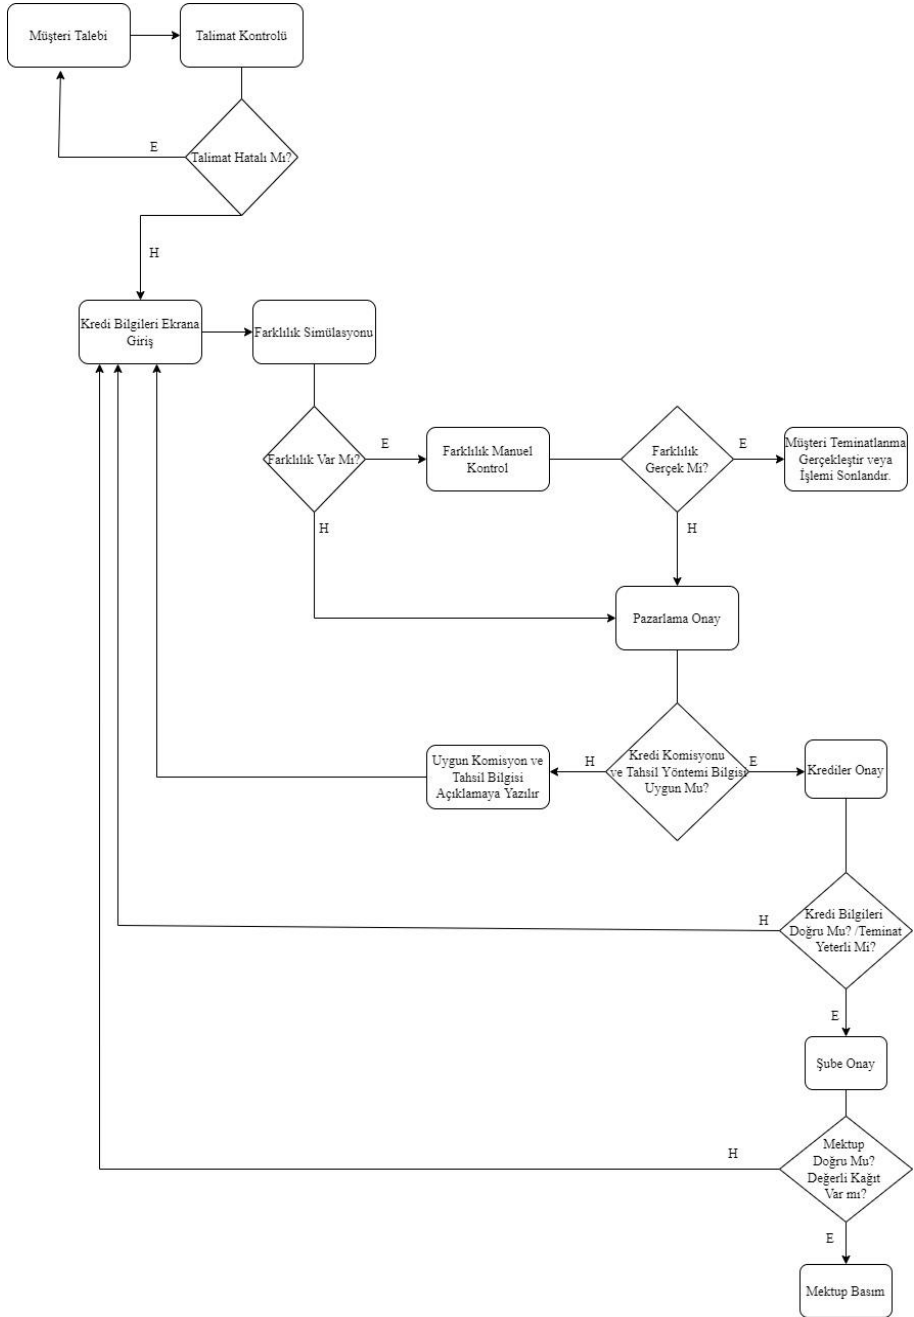 Müşteri Talebi
Talimat Kontrolü
E
Talimat Hatalı Mı?
H
Kredi Bilgileri Ekrana
Giriş
Farklılık Simülasyonu
Farklılık Var Mı?
E
Farklılık Manuel
Kontrol
Farklılık
Gerçek Mi?
E
Müşteri Teminatlanma
Gerçekleştir veya
İşlemi Sonlandır.
H
H
Pazarlama Onay
Uygun Komisyon ve
Tahsil Bilgisi
Açıklamaya Yazılır
H
Kredi Komisyonu
ve Tahsil Yöntemi Bilgisi
Uygun Mu?
E
Krediler Onay
H
Kredi Bilgileri
Doğru Mu? /Teminat
Yeterli Mi?
E
Şube Onay
H
Mektup
Doğru Mu?
Değerli Kağıt
Var mı?
E
Mektup Basım